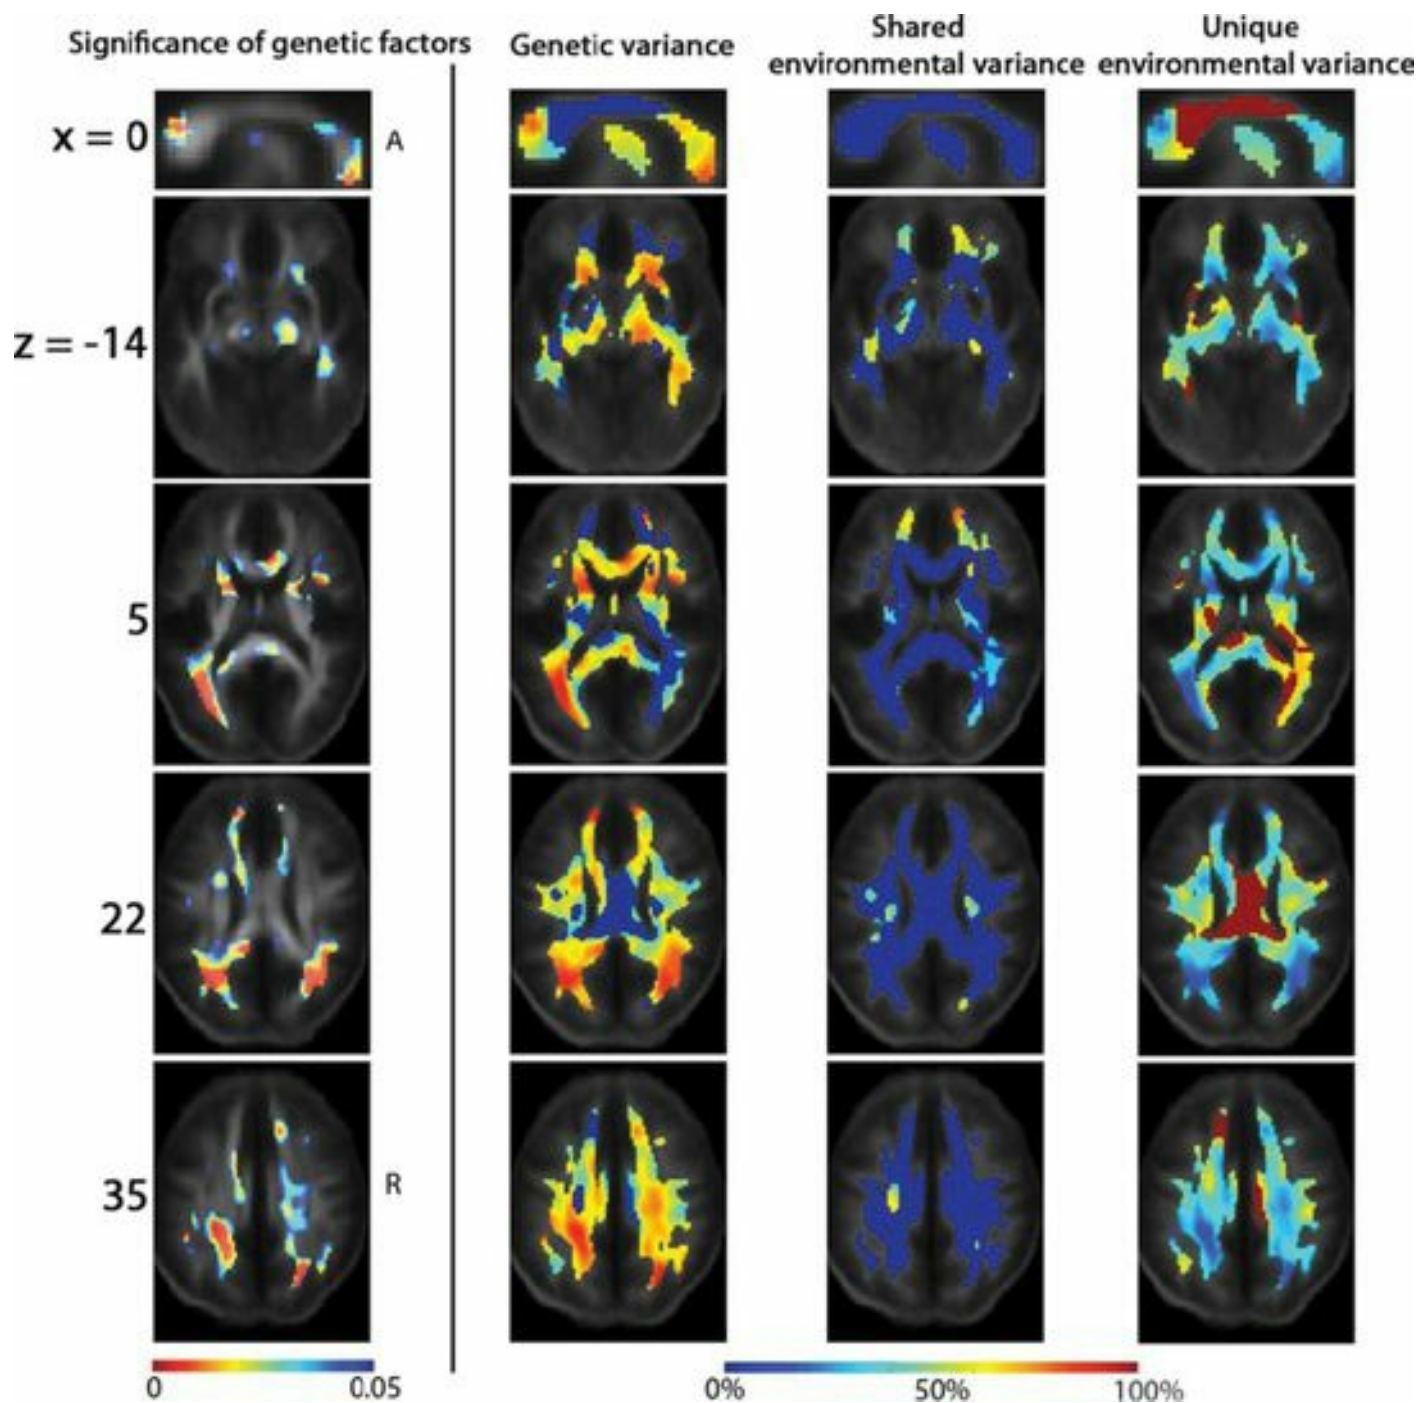 Significance of genetic factors
Genetic variance
Shared
environmental variance
Unique
environmental variance
x = 0
A
z = -14
5
22
35
R
0
0.05
0%
50%
100%